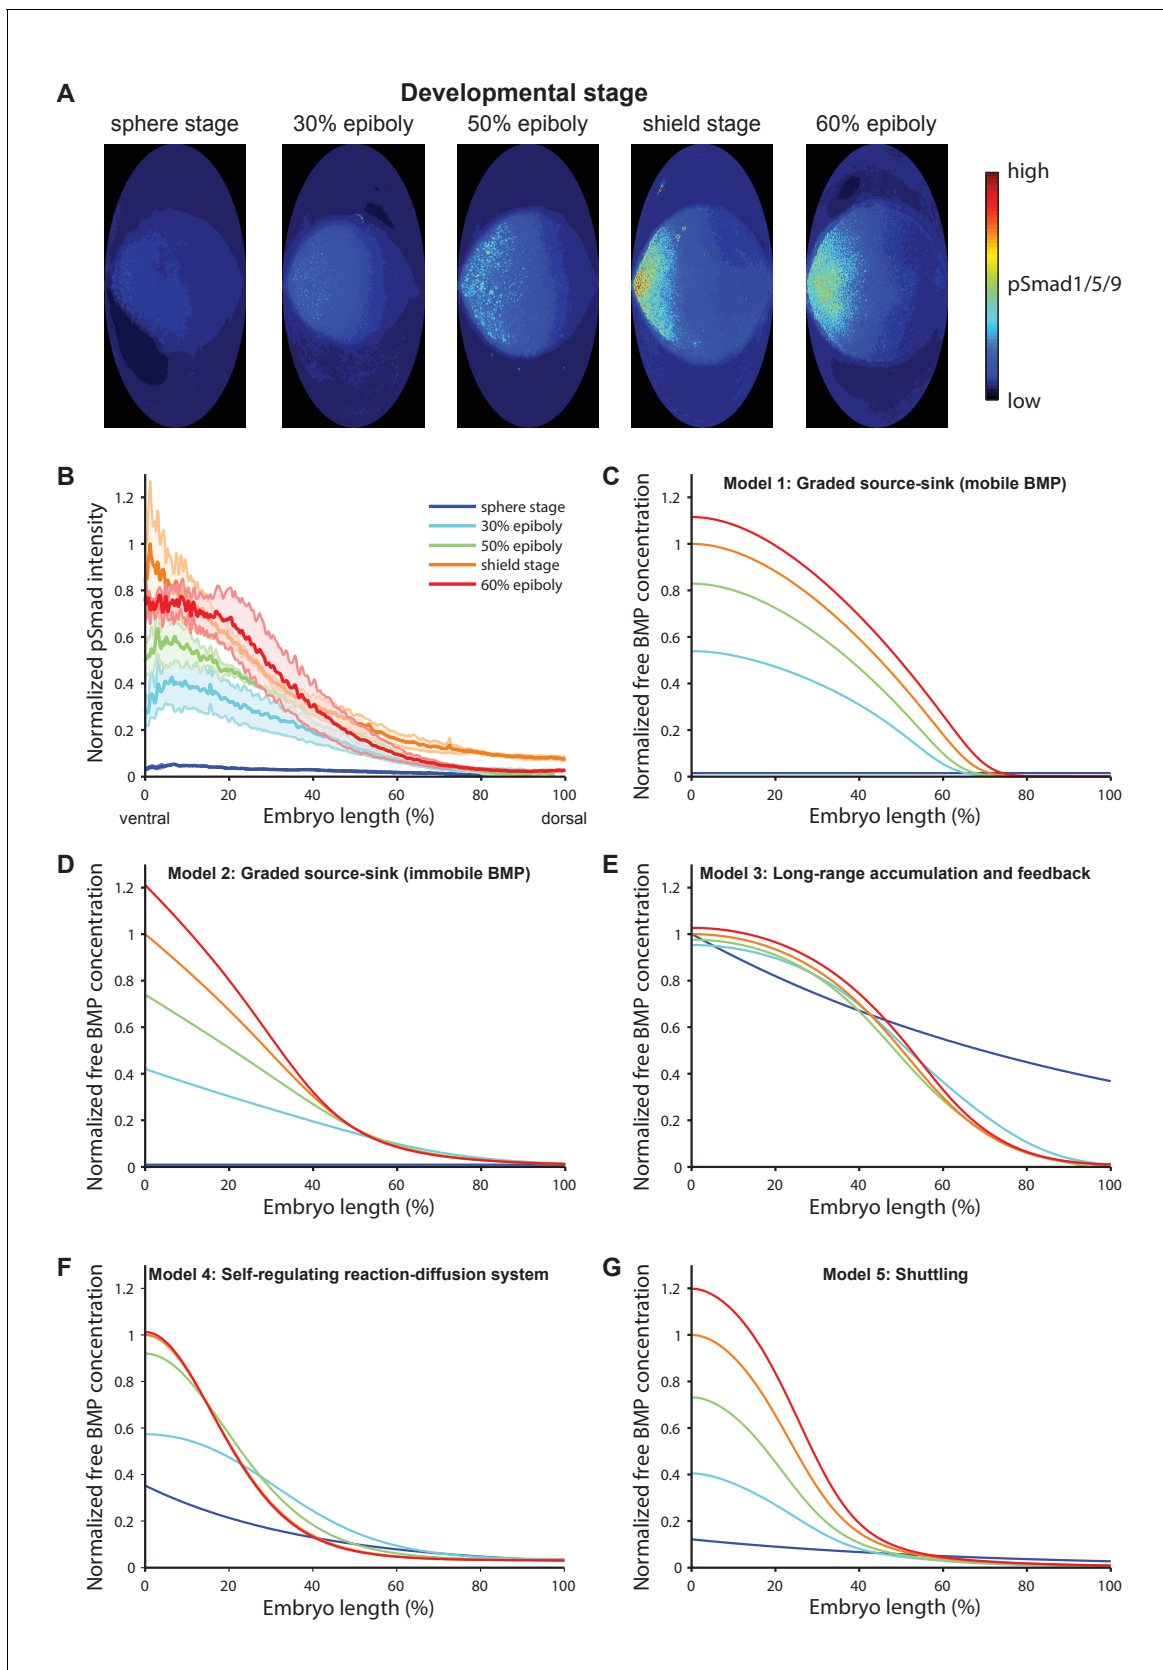 A
Developmental stage
sphere stage
30% epiboly
50% epiboly
shield stage
60% epiboly
high
pSmad1/5/9
low
B
Normalized pSmad intensity
1.2
1
0.8
0.6
0.4
0.2
0
0
20
40
60
80
100
ventral
Embryo length (%)
dorsal
sphere stage
30% epiboly
50% epiboly
shield stage
60% epiboly
C
Model 1: Graded source-sink (mobile BMP)
Normalized free BMP concentration
1.2
1
0.8
0.6
0.4
0.2
0
0
20
40
60
80
100
Embryo length (%)
D
Model 2: Graded source-sink (immobile BMP)
Normalized free BMP concentration
1.2
1
0.8
0.6
0.4
0.2
0
0
20
40
60
80
100
Embryo length (%)
E
Model 3: Long-range accumulation and feedback
Normalized free BMP concentration
1.2
1
0.8
0.6
0.4
0.2
0
0
20
40
60
80
100
Embryo length (%)
F
Model 4: Self-regulating reaction-diffusion system
Normalized free BMP concentration
1.2
1
0.8
0.6
0.4
0.2
0
0
20
40
60
80
100
Embryo length (%)
G
Model 5: Shuttling
Normalized free BMP concentration
1.2
1
0.8
0.6
0.4
0.2
0
0
20
40
60
80
100
Embryo length (%)